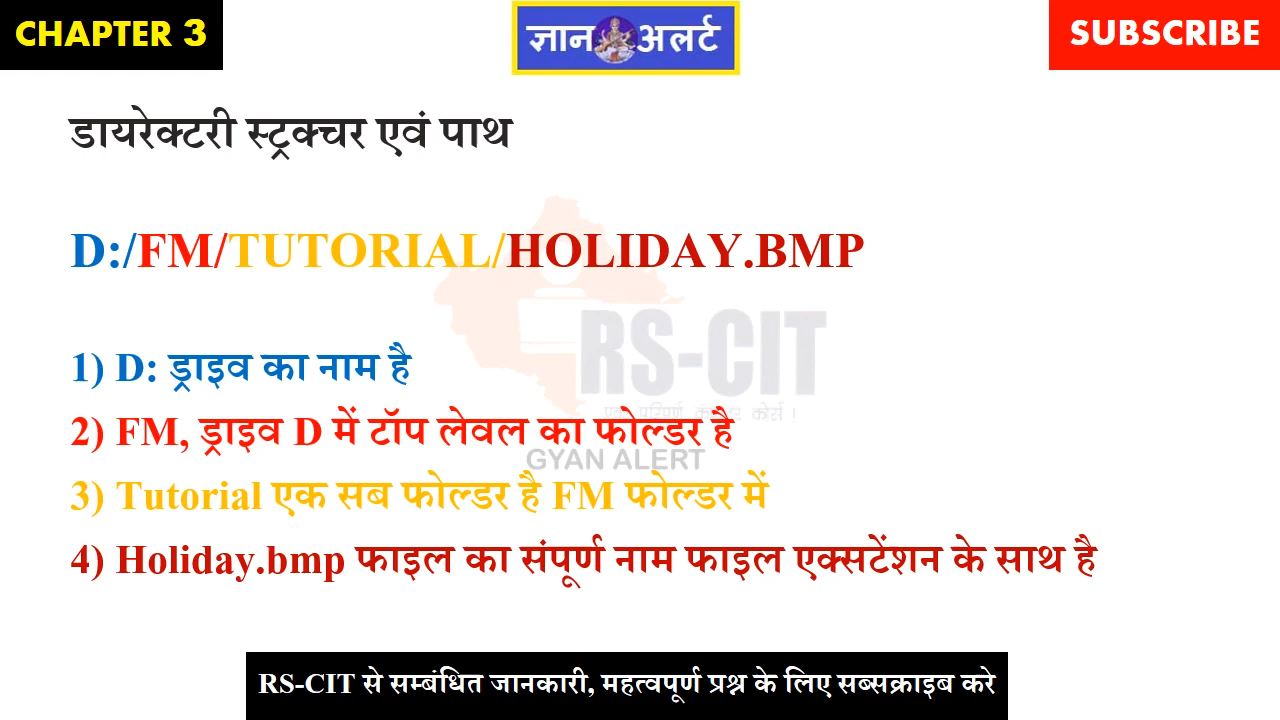 CHAPTER 3
ज्ञान अलर्ट
SUBSCRIBE
डायरेक्टरी स्ट्रक्चर एवं पाथ
D:/FM/TUTORIAL/HOLIDAY.BMP
RS-CIT
1) D: ड्राइव का नाम है
2) FM, ड्राइव D में टॉप लेवल का फोल्डर है
GYAN ALERT
3) Tutorial एक सब फोल्डर है FM फोल्डर में
4) Holiday.bmp फाइल का संपूर्ण नाम फाइल एक्सटेंशन के साथ है
RS-CIT से सम्बंधित जानकारी, महत्वपूर्ण प्रश्न के लिए सब्सक्राइब करे